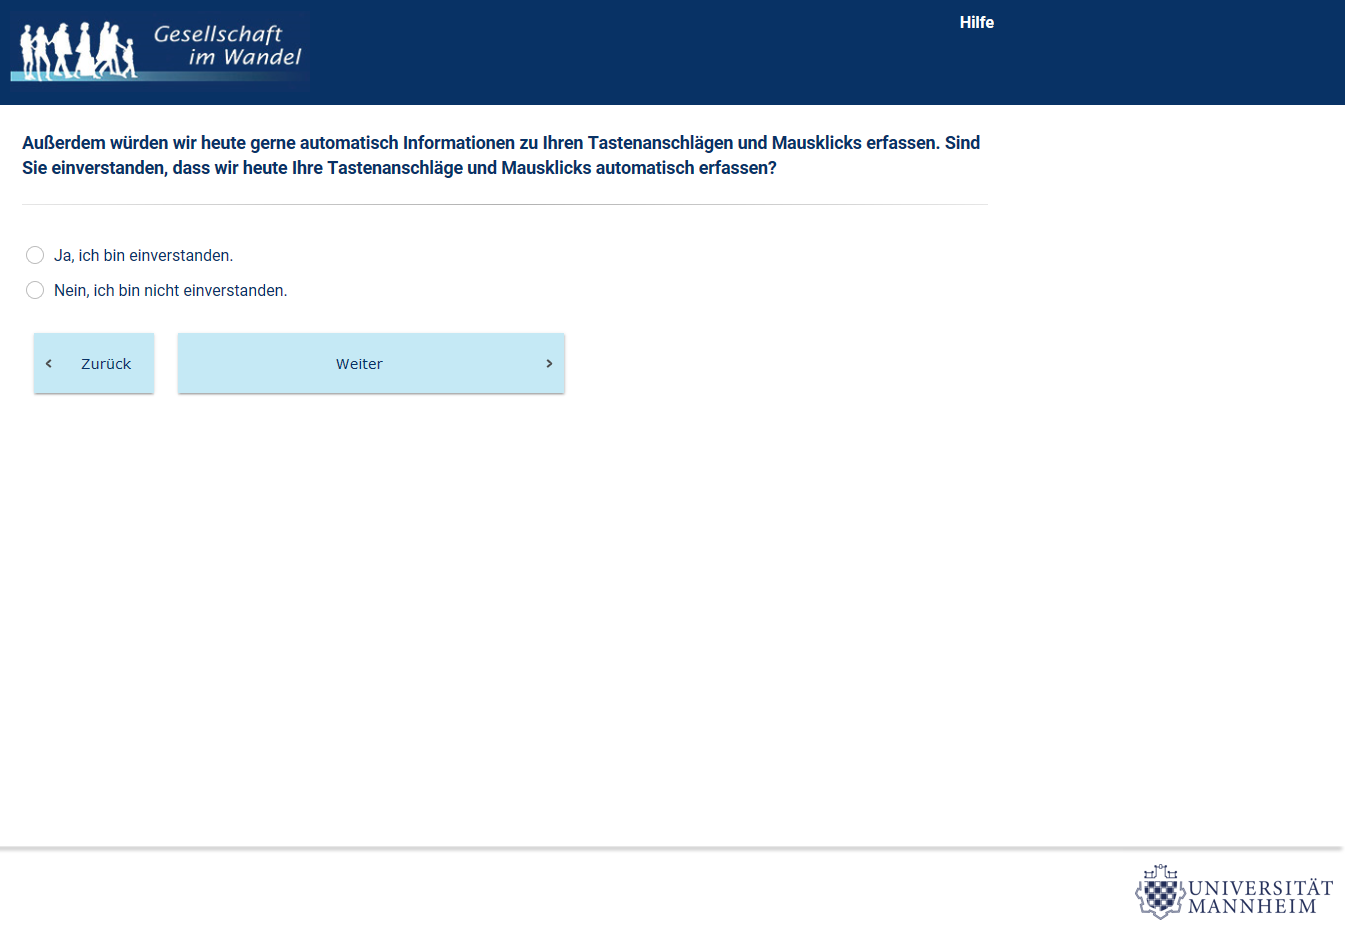 Gesellschaft
im Wandel
Hilfe
Außerdem würden wir heute gerne automatisch Informationen zu Ihren Tastenanschlägen und Mausklicks erfassen. Sind
Sie einverstanden, dass wir heute Ihre Tastenanschläge und Mausklicks automatisch erfassen?
Ja, ich bin einverstanden.
Nein, ich bin nicht einverstanden.
Zurück
Weiter
UNIVERSITÄT
MANNHEIM